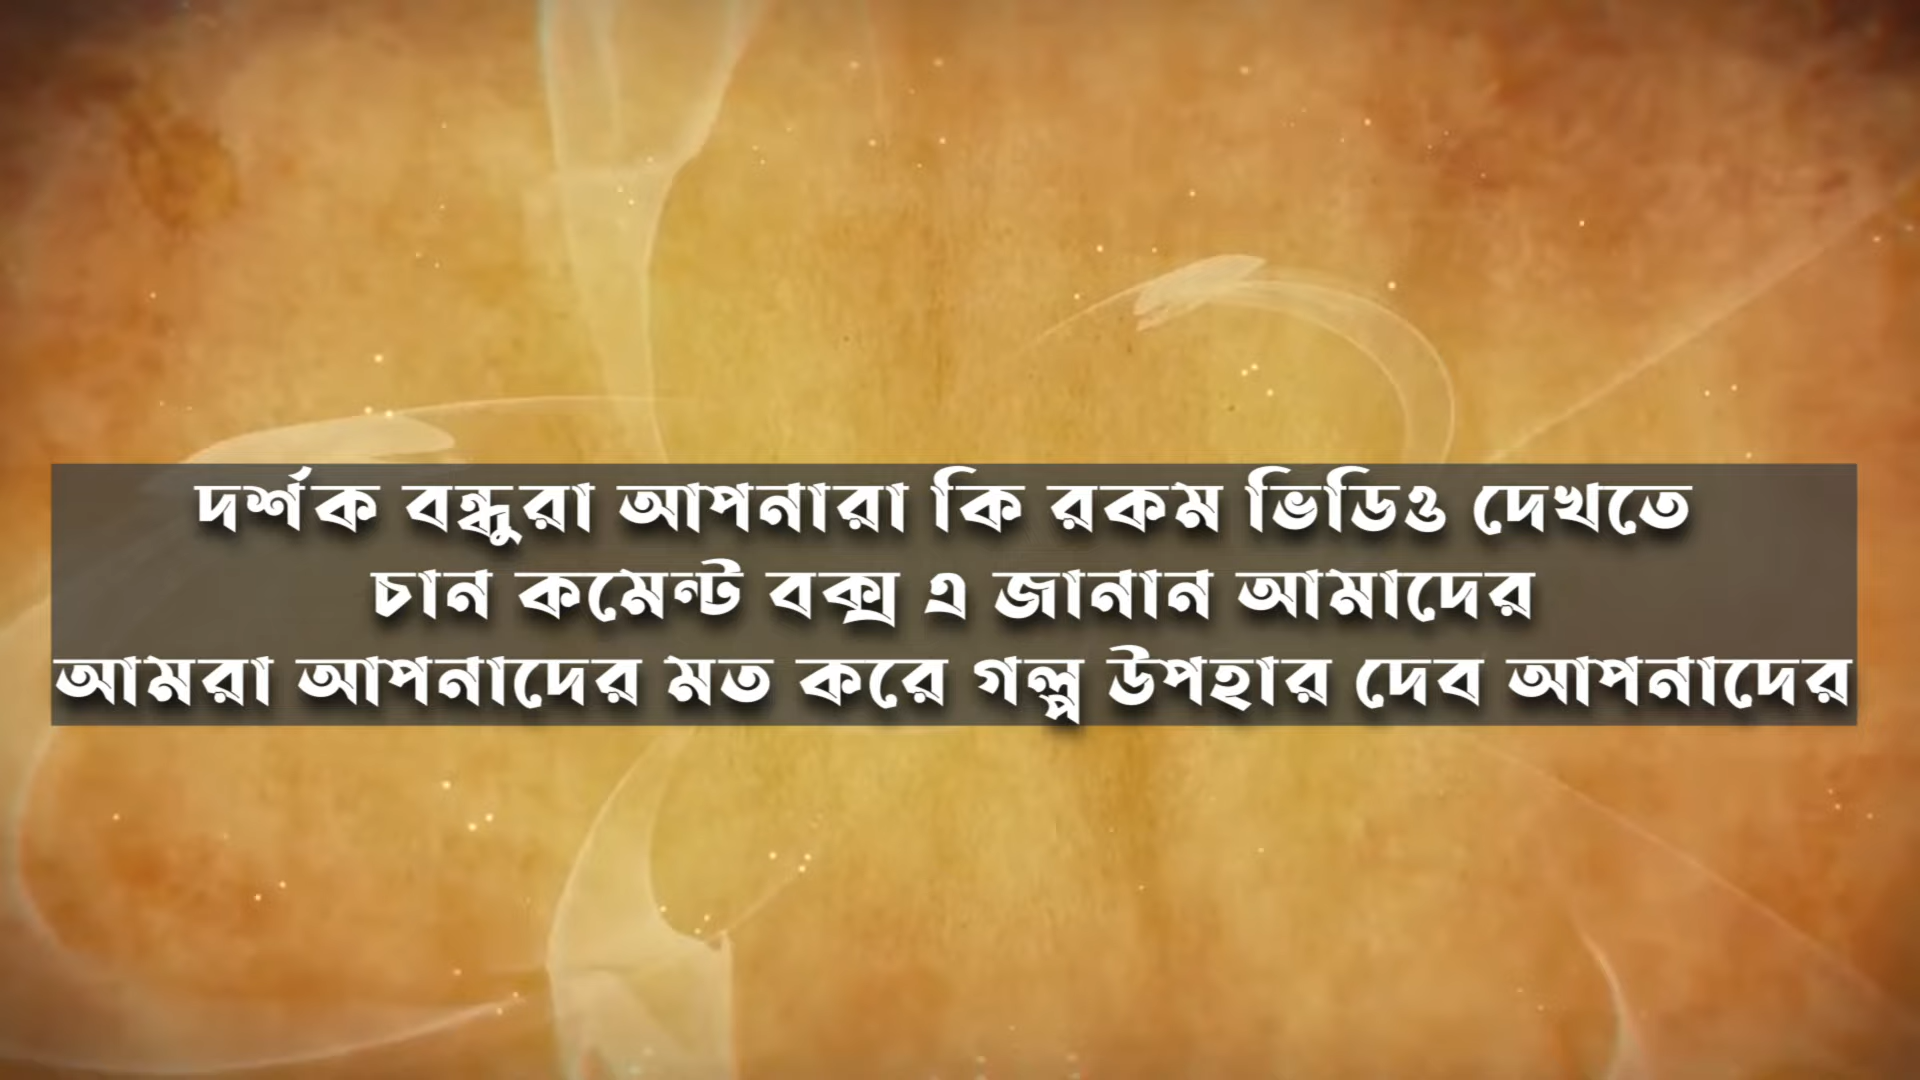 দর্শক বন্ধুরা আপনারা কি রকম ভিডিও দেখতে
চান কমেন্ট বক্স এ জানান আমাদের
আমরা আপনাদের মত করে গল্প উপহার দেব আপনাদের